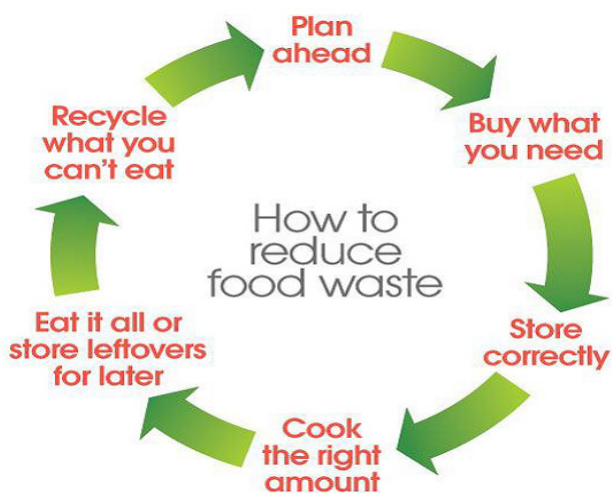 Plan
ahead
Buy what
you need
Store
correctly
Cook
the right
amount
Eat it all or
store leftovers
for later
Recycle
what you
can't eat
How to
reduce
food waste